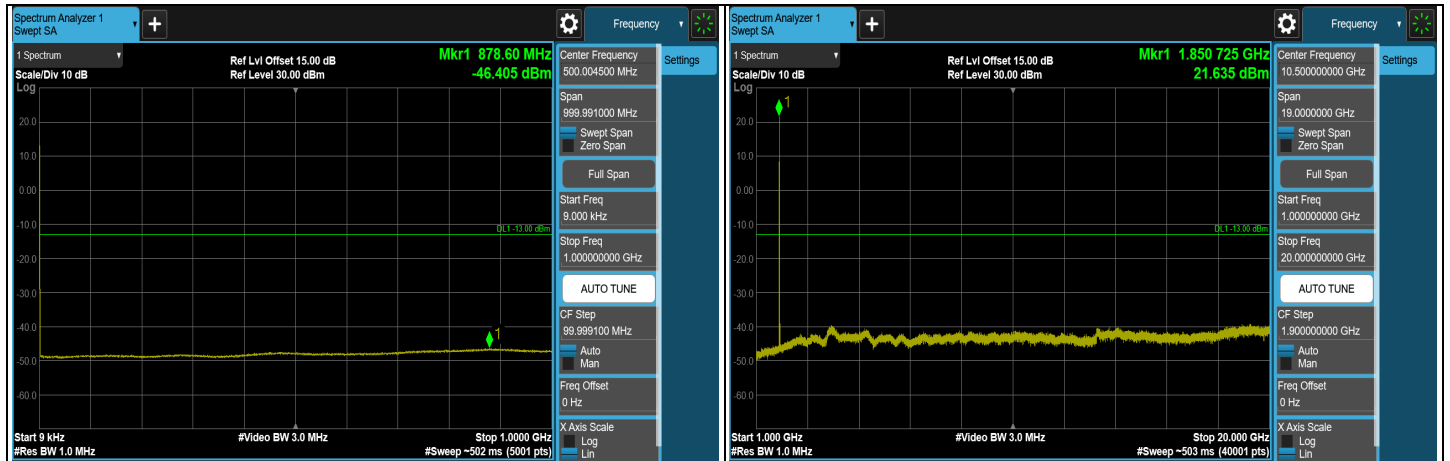 Spectrum Analyzer 1
Swept SA
+
Frequency
1 Spectrum
Scale/Div 10 dB
Log
Ref Lvl Offset 15.00 dB
Ref Level 30.00 dBm
Mkr1 878.60 MHz
-46.405 dBm
1
20.0
10.0
0.00
-10.0
-20.0
-30.0
-40.0
-50.0
-60.0
DL1 -13.00 dBm
Start 9 kHz
#Res BW 1.0 MHz
#Video BW 3.0 MHz
Stop 1.0000 GHz
#Sweep ~502 ms (5001 pts)
Center Frequency
500.004500 MHz
Span
999.991000 MHz
Swept Span
Zero Span
Full Span
Start Freq
9.000 kHz
Stop Freq
1.000000000 GHz
AUTO TUNE
CF Step
99.999100 MHz
Auto
Man
Freq Offset
0 Hz
X Axis Scale
Log
Lin
Settings
Spectrum Analyzer 1
Swept SA
+
Frequency
1 Spectrum
Scale/Div 10 dB
Log
Ref Lvl Offset 15.00 dB
Ref Level 30.00 dBm
Mkr1 1.850 725 GHz
21.635 dBm
1
20.0
10.0
0.00
-10.0
-20.0
-30.0
-40.0
-50.0
-60.0
DL1 -13.00 dBm
Start 1.000 GHz
#Res BW 1.0 MHz
#Video BW 3.0 MHz
Stop 20.000 GHz
#Sweep ~503 ms (40001 pts)
Center Frequency
10.500000000 GHz
Span
19.0000000 GHz
Swept Span
Zero Span
Full Span
Start Freq
1.000000000 GHz
Stop Freq
20.000000000 GHz
AUTO TUNE
CF Step
1.900000000 GHz
Auto
Man
Freq Offset
0 Hz
X Axis Scale
Log
Lin
Settings